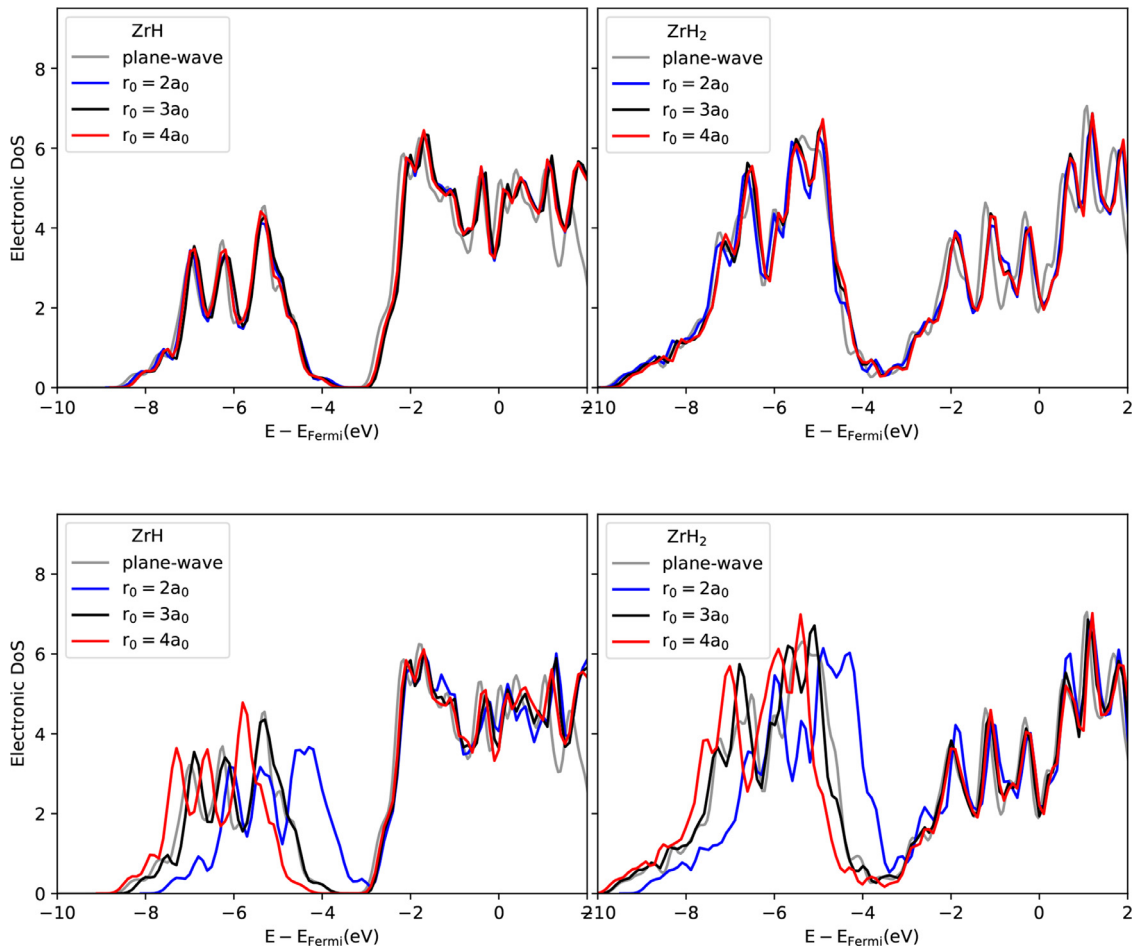 ZrH
plane-wave
r₀ = 2a₀
r₀ = 3a₀
r₀ = 4a₀
Electronic DoS
8
6
4
2
0
−10 −8 −6 −4 −2 0 2
E − E_Fermi(eV)
ZrH₂
plane-wave
r₀ = 2a₀
r₀ = 3a₀
r₀ = 4a₀
−10 −8 −6 −4 −2 0 2
E − E_Fermi(eV)
ZrH
plane-wave
r₀ = 2a₀
r₀ = 3a₀
r₀ = 4a₀
Electronic DoS
8
6
4
2
0
−10 −8 −6 −4 −2 0 2
E − E_Fermi(eV)
ZrH₂
plane-wave
r₀ = 2a₀
r₀ = 3a₀
r₀ = 4a₀
−10 −8 −6 −4 −2 0 2
E − E_Fermi(eV)